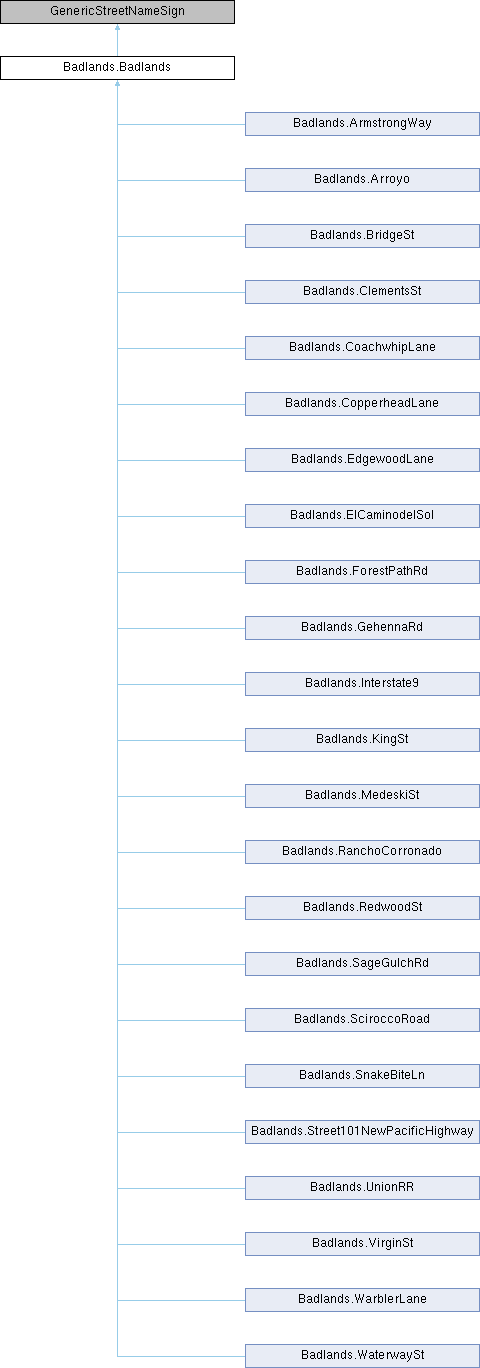 GenericStreetNameSign
Badlands.Badlands
Badlands.ArmstrongWay
Badlands.Arroyo
Badlands.BridgeSt
Badlands.ClementsSt
Badlands.CoachwhipLane
Badlands.CopperheadLane
Badlands.EdgewoodLane
Badlands.ElCaminodelSol
Badlands.ForestPathRd
Badlands.GehennaRd
Badlands.Interstate9
Badlands.KingSt
Badlands.MedeskiSt
Badlands.RanchoCorronado
Badlands.RedwoodSt
Badlands.SageGulchRd
Badlands.SciroccoRoad
Badlands.SnakeBiteLn
Badlands.Street101NewPacificHighway
Badlands.UnionRR
Badlands.VirginSt
Badlands.WarblerLane
Badlands.WaterwaySt